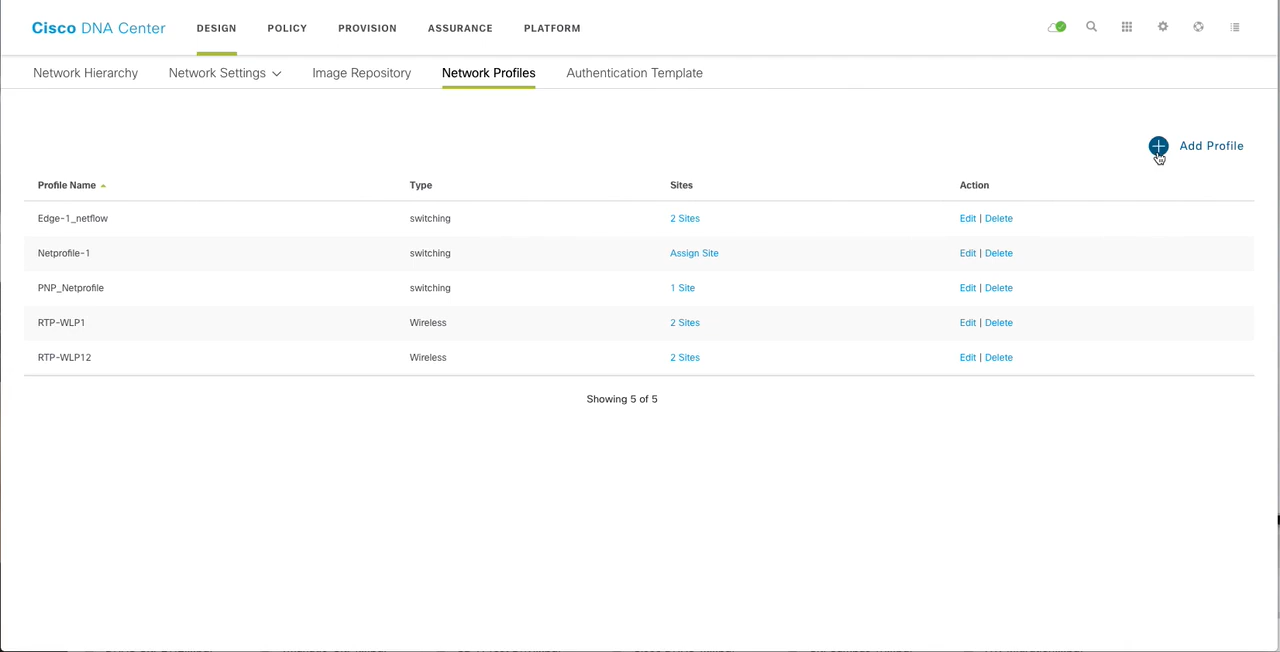 Cisco DNA Center DESIGN POLICY PROVISION ASSURANCE PLATFORM
Network Hierarchy Network Settings Image Repository Network Profiles Authentication Template
Add Profile
Profile Name Type Sites Action
Edge-1_netflow switching 2 Sites Edit | Delete
Netprofile-1 switching Assign Site Edit | Delete
PNP_Netprofile switching 1 Site Edit | Delete
RTP-WLP1 Wireless 2 Sites Edit | Delete
RTP-WLP12 Wireless 2 Sites Edit | Delete
Showing 5 of 5